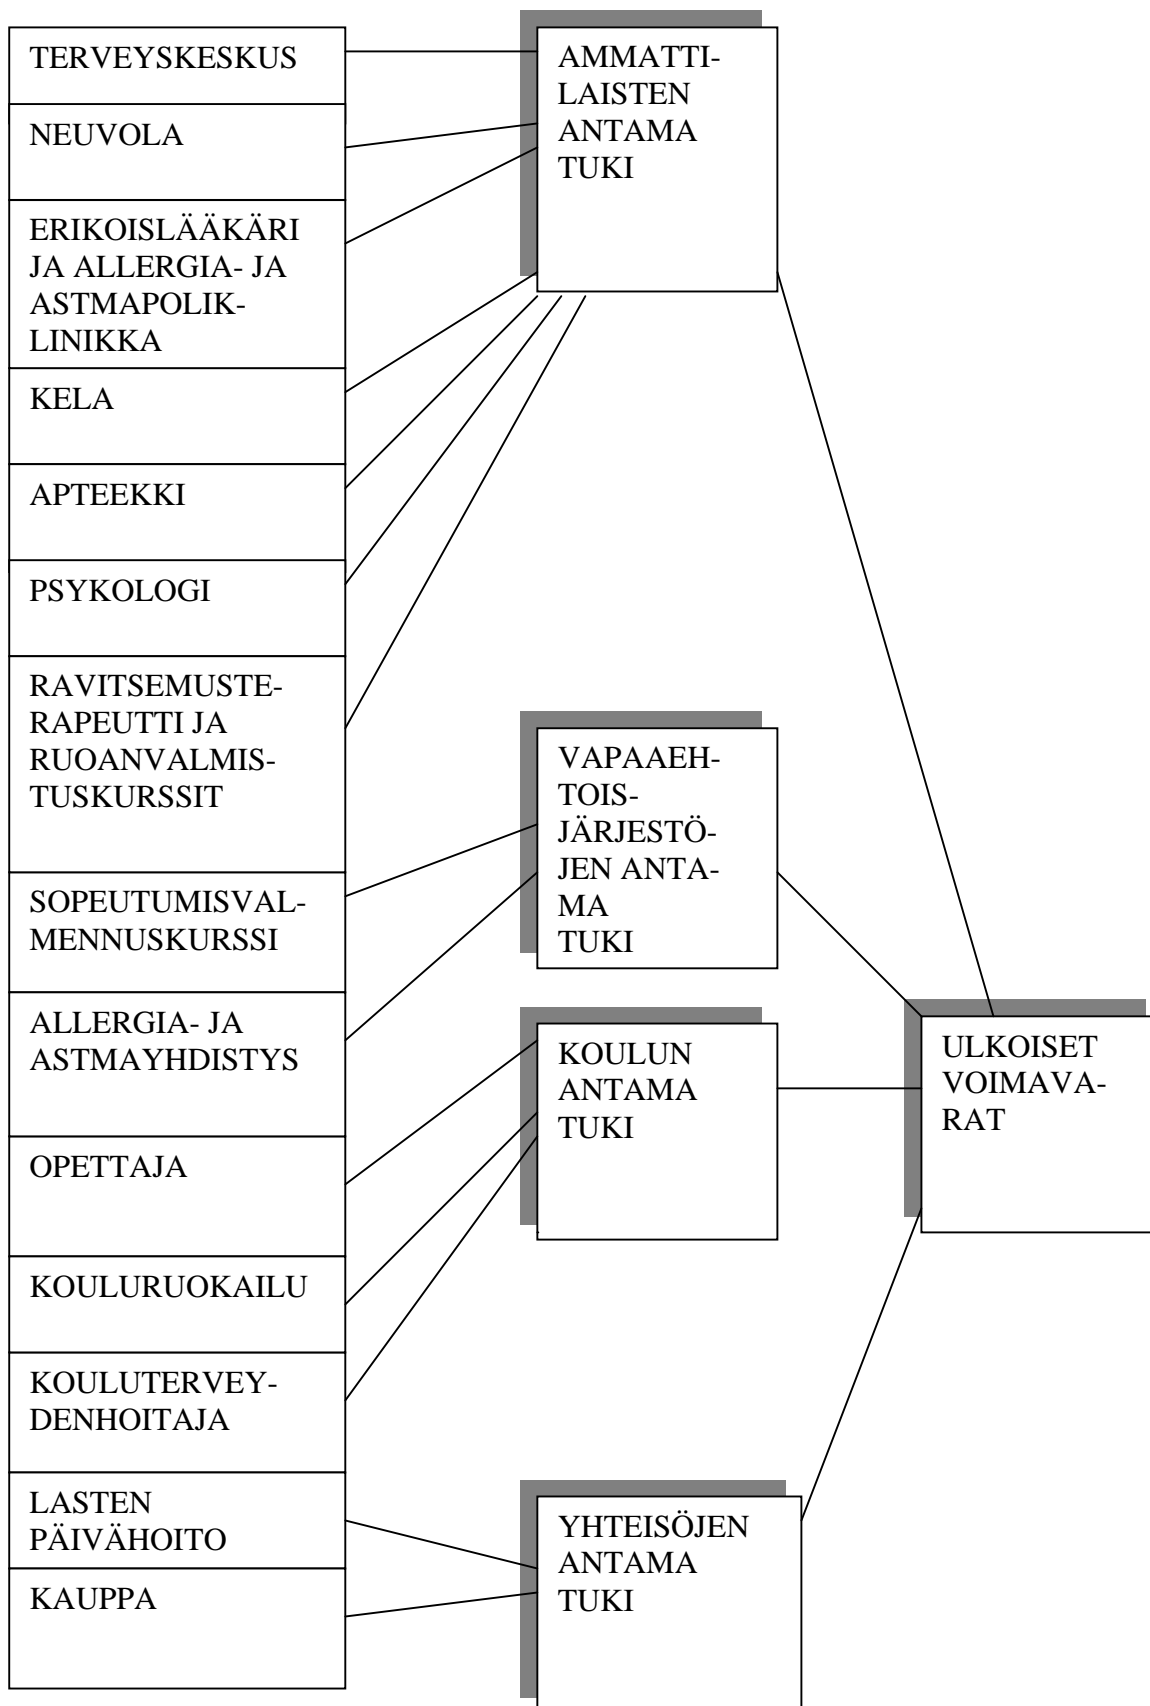 TERVEYSKESKUS
NEUVOLA
ERIKOISLÄÄKÄRI
JA ALLERGIA- JA
ASTMAPOLIK-
LINIKKA
KELA
APTEEKKI
PSYKOLOGI
RAVITSEMUSTE-
RAPEUTTI JA
RUOANVALMIS-
TUSKURSSIT
SOPEUTUMISVAL-
MENNUSKURSSI
ALLERGIA- JA
ASTMAYHDISTYS
OPETTAJA
KOULURUOKAILU
KOULUTERVEY-
DENHOITAJA
LASTEN
PÄIVÄHOITO
KAUPPA
AMMATTI-
LAISTEN
ANTAMA
TUKI
VAPAAEH-
TOIS-
JÄRJESTÖ-
JEN ANTA-
MA
TUKI
KOULUN
ANTAMA
TUKI
YHTEISÖJEN
ANTAMA
TUKI
ULKOISET
VOIMAVA-
RAT